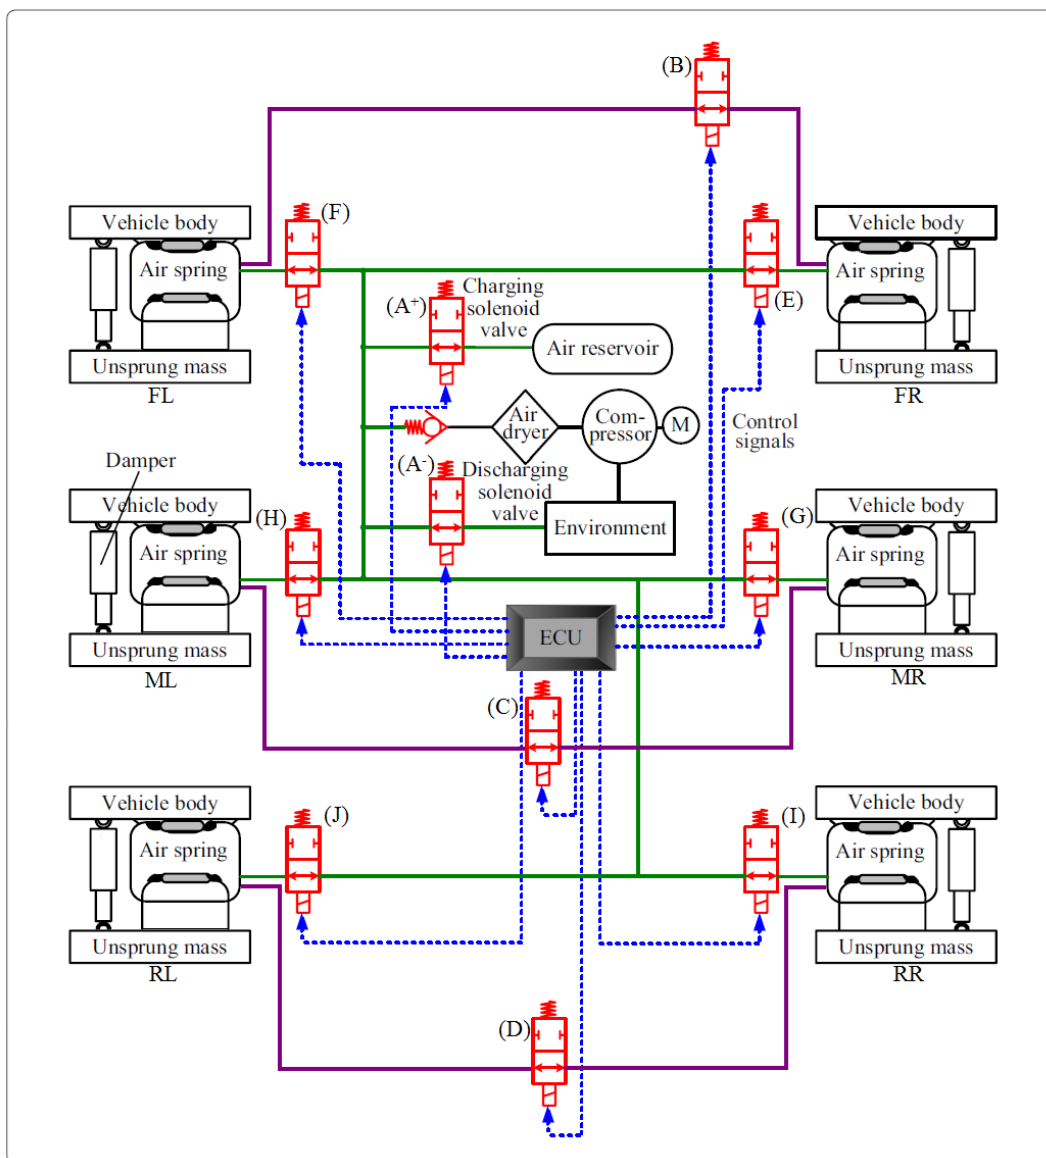 (B)
Vehicle body
(F)
Vehicle body
Air spring
Air spring
(E)
(A+)
Charging
solenoid
valve
Air reservoir
Unsprung mass
FL
Unsprung mass
FR
Air
dryer
Com-
pressor
M
Control
signals
Damper
(A-)
Discharging
solenoid
valve
Environment
Vehicle body
(H)
(G)
Vehicle body
Air spring
Air spring
ECU
Unsprung mass
ML
Unsprung mass
MR
(C)
Vehicle body
(J)
(I)
Vehicle body
Air spring
Air spring
Unsprung mass
RL
Unsprung mass
RR
(D)